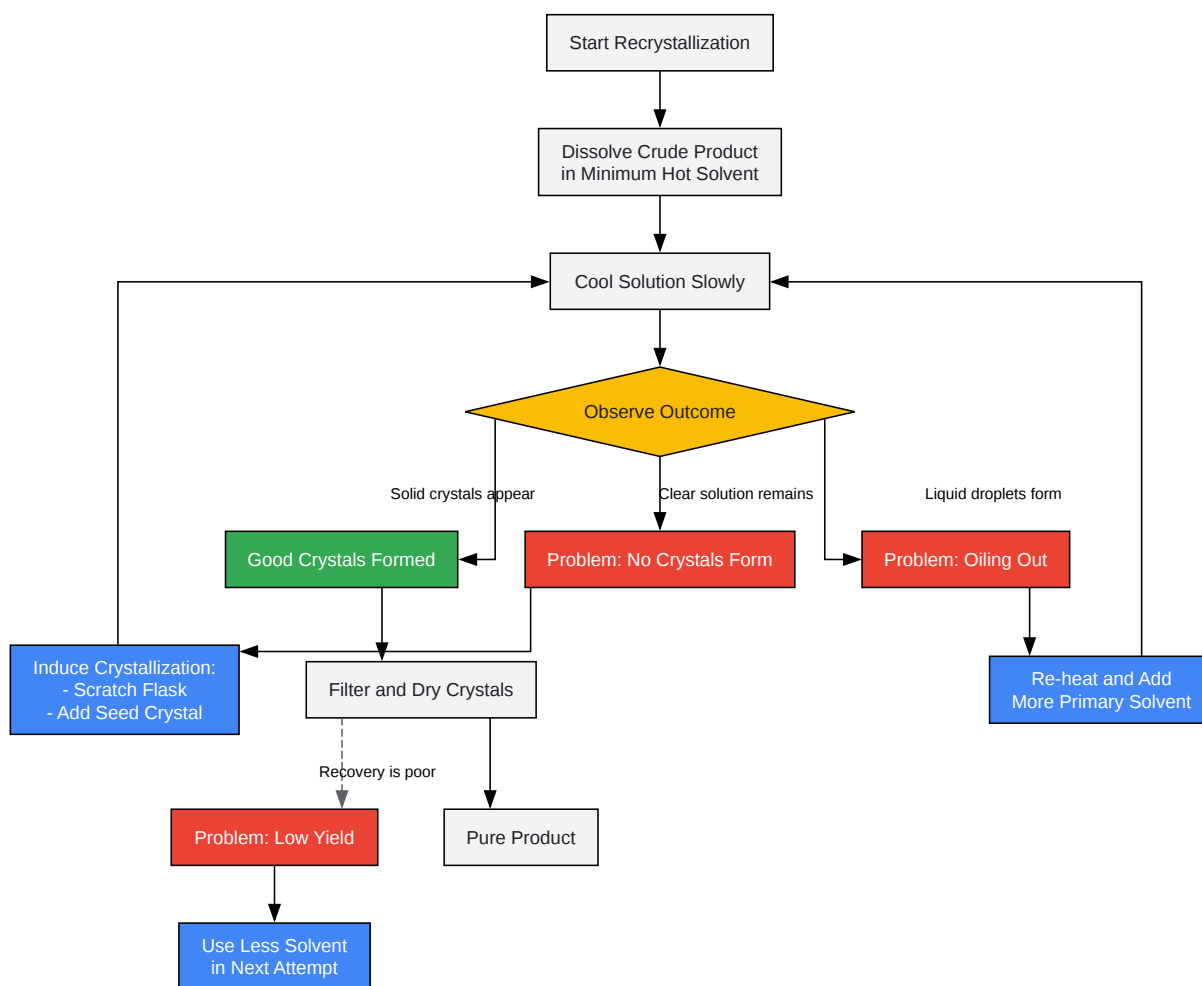 Start Recrystallization
Dissolve Crude Product
in Minimum Hot Solvent
Cool Solution Slowly
Observe Outcome
Solid crystals appear
Clear solution remains
Liquid droplets form
Good Crystals Formed
Problem: No Crystals Form
Problem: Oiling Out
Induce Crystallization:
- Scratch Flask
- Add Seed Crystal
Filter and Dry Crystals
Re-heat and Add
More Primary Solvent
Recovery is poor
Problem: Low Yield
Pure Product
Use Less Solvent
in Next Attempt